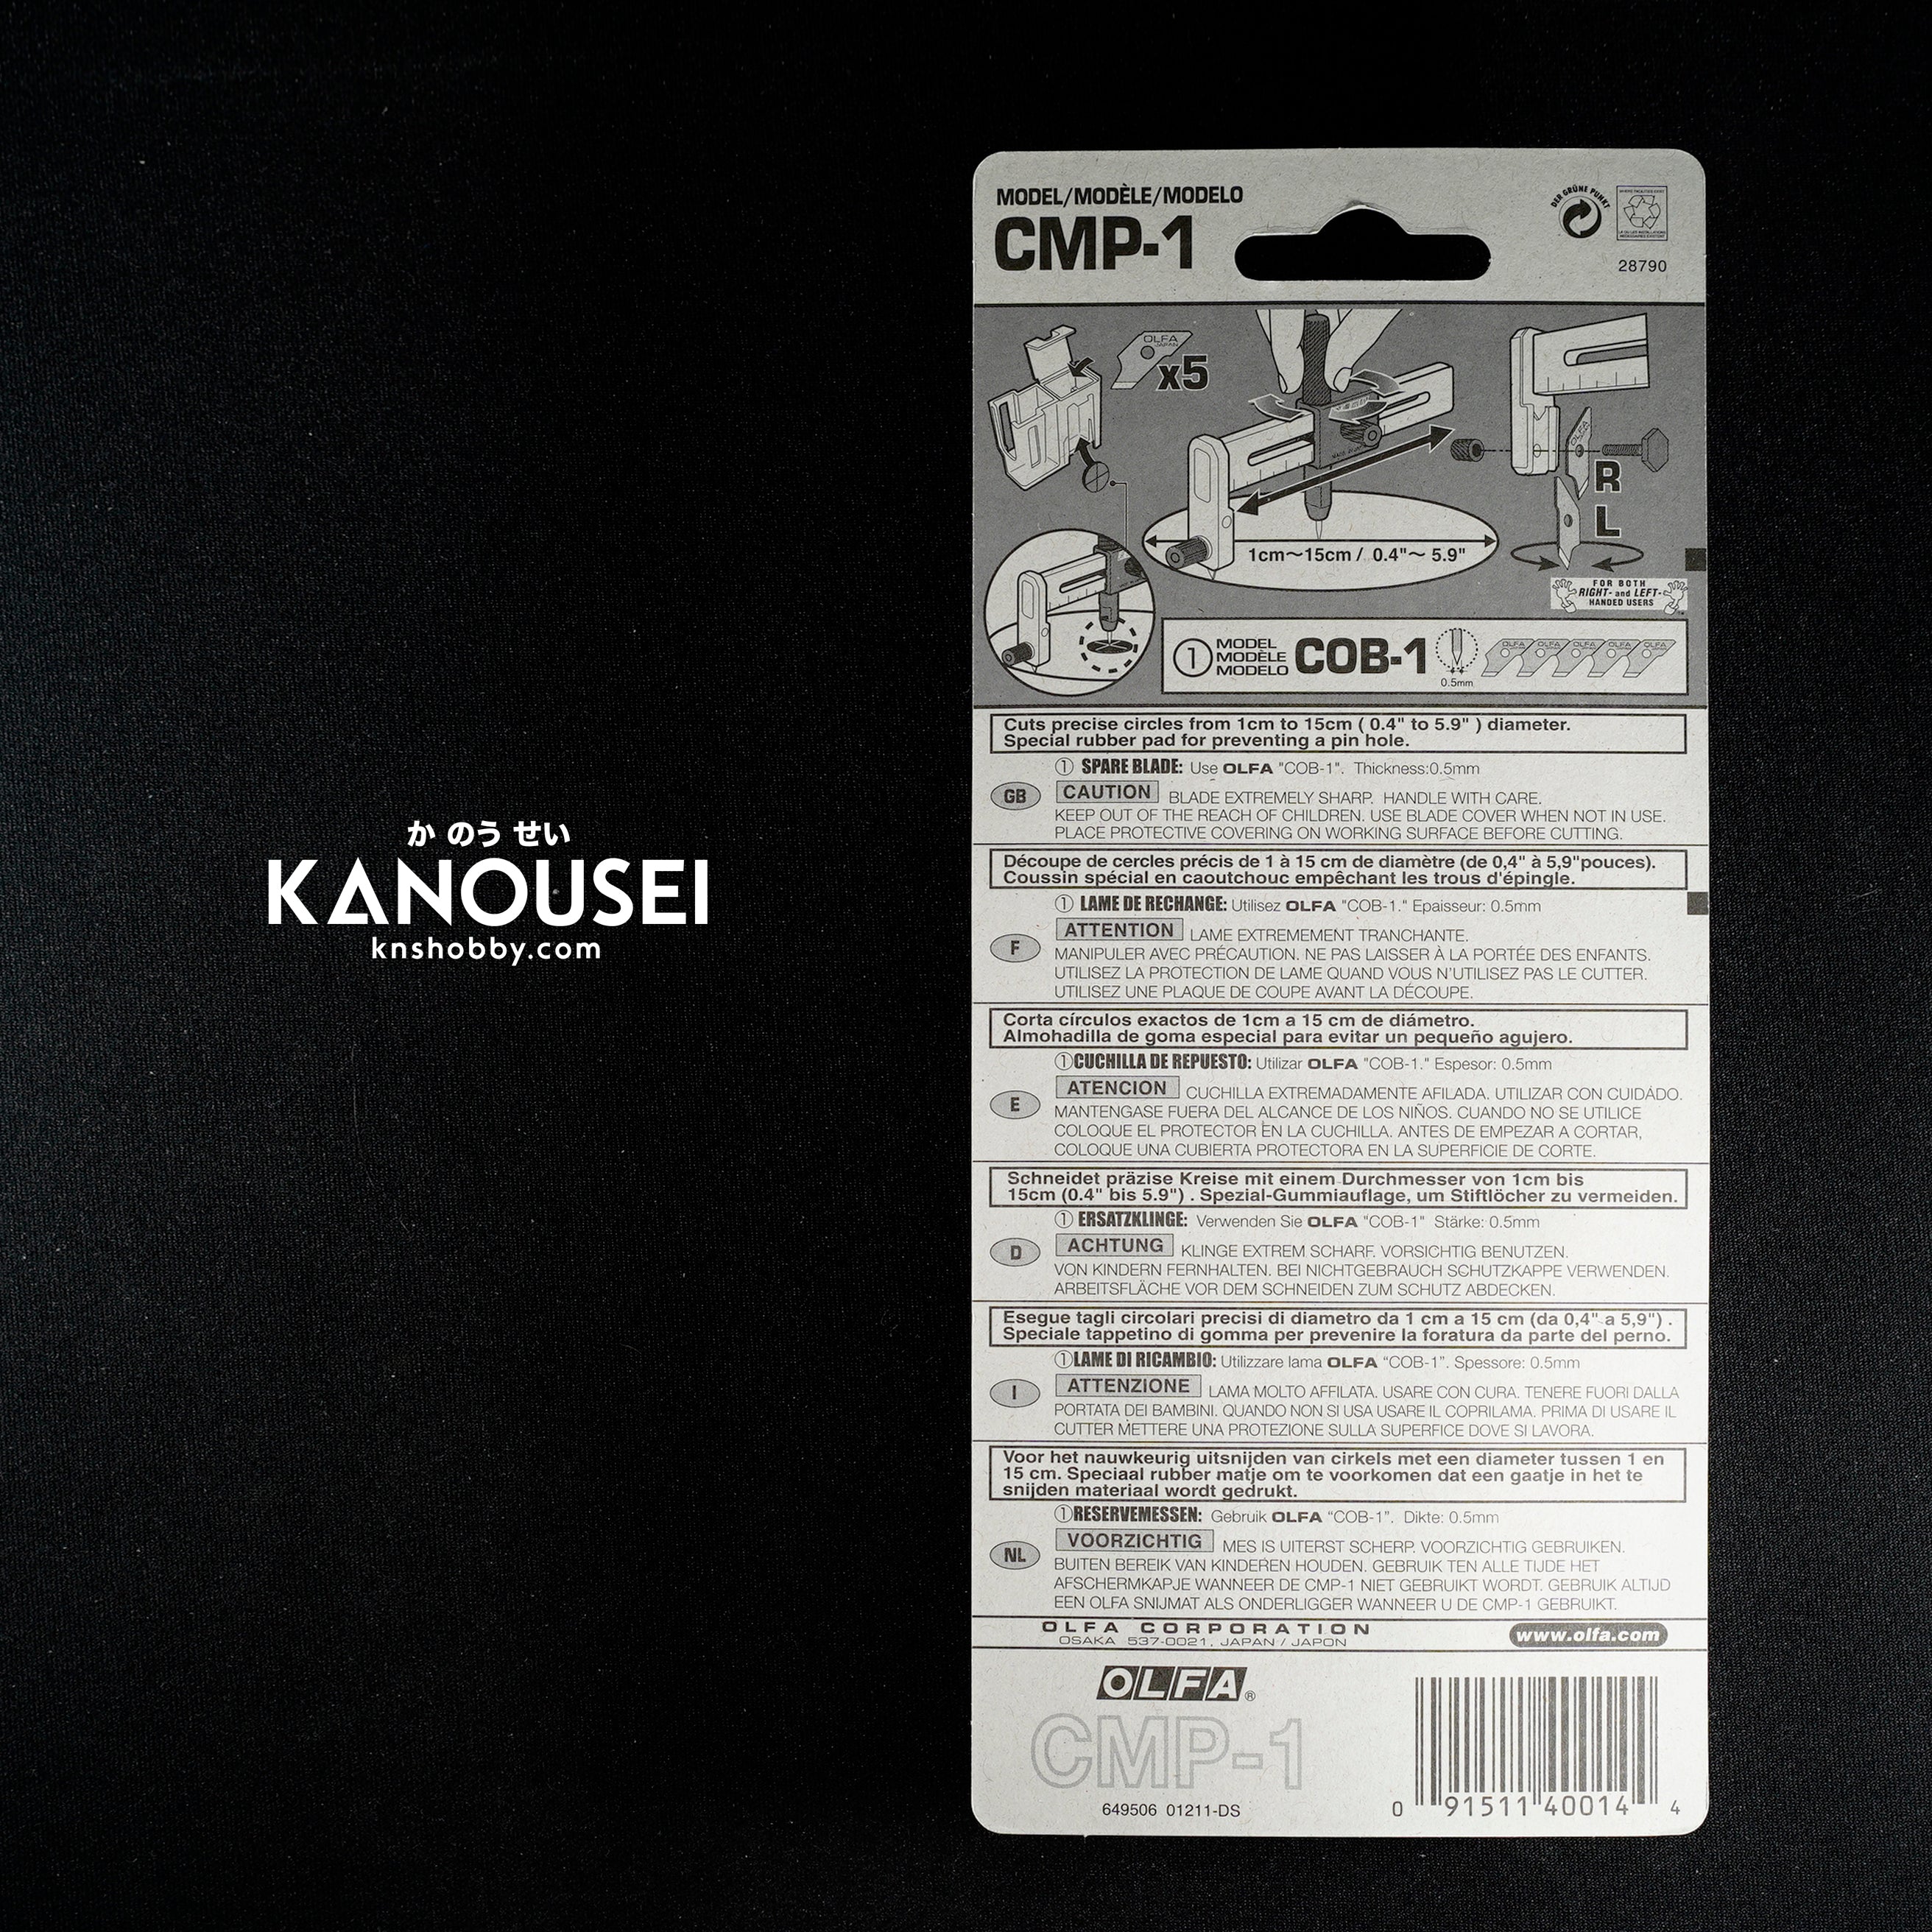 か のう せい
KANOUSEI
knshobby.com
MODEL/MODÈLE/MODELO
CMP-1
DER GRÜNE PUNKT
28790
OLFA
JAPAN
x5
OLFA
R
L
1cm〜15cm / 0.4"〜 5.9"
FOR BOTH
RIGHT- and LEFT-
HANDED USERS
① MODEL
MODÈLE
MODELO
COB-1
0.5mm
OLFA OLFA OLFA OLFA OLFA
Cuts precise circles from 1cm to 15cm ( 0.4" to 5.9" ) diameter.
Special rubber pad for preventing a pin hole.
① SPARE BLADE: Use OLFA "COB-1". Thickness:0.5mm
GB
CAUTION BLADE EXTREMELY SHARP. HANDLE WITH CARE.
KEEP OUT OF THE REACH OF CHILDREN. USE BLADE COVER WHEN NOT IN USE.
PLACE PROTECTIVE COVERING ON WORKING SURFACE BEFORE CUTTING.
Découpe de cercles précis de 1 à 15 cm de diamètre (de 0,4" à 5,9"pouces).
Coussin spécial en caoutchouc empêchant les trous d'épingle.
① LAME DE RECHANGE: Utilisez OLFA "COB-1." Epaisseur: 0.5mm
F
ATTENTION LAME EXTREMEMENT TRANCHANTE.
MANIPULER AVEC PRÉCAUTION. NE PAS LAISSER À LA PORTÉE DES ENFANTS.
UTILISEZ LA PROTECTION DE LAME QUAND VOUS N'UTILISEZ PAS LE CUTTER.
UTILISEZ UNE PLAQUE DE COUPE AVANT LA DÉCOUPE.
Corta círculos exactos de 1cm a 15 cm de diámetro.
Almohadilla de goma especial para evitar un pequeño agujero.
①CUCHILLA DE REPUESTO: Utilizar OLFA "COB-1." Espesor: 0.5mm
E
ATENCION CUCHILLA EXTREMADAMENTE AFILADA. UTILIZAR CON CUIDÁDO.
MANTENGASE FUERA DEL ALCANCE DE LOS NIÑOS. CUANDO NO SE UTILICE
COLOQUE EL PROTECTOR EN LA CUCHILLA. ANTES DE EMPEZAR A CORTAR,
COLOQUE UNA CUBIERTA PROTECTORA EN LA SUPERFICIE DE CORTE.
Schneidet präzise Kreise mit einem Durchmesser von 1cm bis
15cm (0.4" bis 5.9") . Spezial-Gummiauflage, um Stiftlöcher zu vermeiden.
① ERSATZKLINGE: Verwenden Sie OLFA "COB-1" Stärke: 0.5mm
D
ACHTUNG KLINGE EXTREM SCHARF. VORSICHTIG BENUTZEN.
VON KINDERN FERNHALTEN. BEI NICHTGEBRAUCH SCHUTZKAPPE VERWENDEN.
ARBEITSFLÄCHE VOR DEM SCHNEIDEN ZUM SCHUTZ ABDECKEN.
Esegue tagli circolari precisi di diametro da 1 cm a 15 cm (da 0,4" a 5,9") .
Speciale tappetino di gomma per prevenire la foratura da parte del perno.
①LAME DI RICAMBIO: Utilizzare lama OLFA "COB-1". Spessore: 0.5mm
I
ATTENZIONE LAMA MOLTO AFFILATA. USARE CON CURA. TENERE FUORI DALLA
PORTATA DEI BAMBINI. QUANDO NON SI USA USARE IL COPRILAMA. PRIMA DI USARE IL
CUTTER METTERE UNA PROTEZIONE SULLA SUPERFICE DOVE SI LAVORA.
Voor het nauwkeurig uitsnijden van cirkels met een diameter tussen 1 en
15 cm. Speciaal rubber matje om te voorkomen dat een gaatje in het te
snijden materiaal wordt gedrukt.
①RESERVEMESSEN: Gebruik OLFA "COB-1". Dikte: 0.5mm
NL
VOORZICHTIG MES IS UITERST SCHERP. VOORZICHTIG GEBRUIKEN.
BUITEN BEREIK VAN KINDEREN HOUDEN. GEBRUIK TEN ALLE TIJDE HET
AFSCHERMKAPJE WANNEER DE CMP-1 NIET GEBRUIKT WORDT. GEBRUIK ALTIJD
EEN OLFA SNIJMAT ALS ONDERLIGGER WANNEER U DE CMP-1 GEBRUIKT.
OLFA CORPORATION
OSAKA 537-0021, JAPAN / JAPON
www.olfa.com
OLFA®
CMP-1
649506 01211-DS
0 91511 40014 4